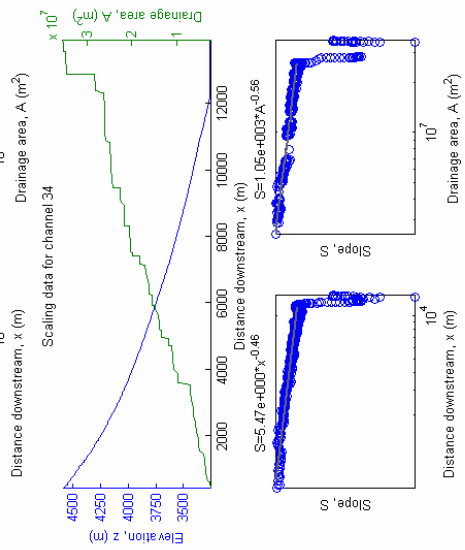 10
10
Distance downstream, x (m)
Drainage area, A (m²)
Scaling data for channel 34
x 10⁷
4500
4250
4000
3750
3500
Elevation, z (m)
3
2
1
Drainage area, A (m²)
2000
4000
6000
8000
10000
12000
Distance downstream, x (m)
S=5.47e+000*x^-0.46
Slope, S
10⁴
Distance downstream, x (m)
S=1.05e+003*A^-0.56
Slope, S
10⁷
Drainage area, A (m²)